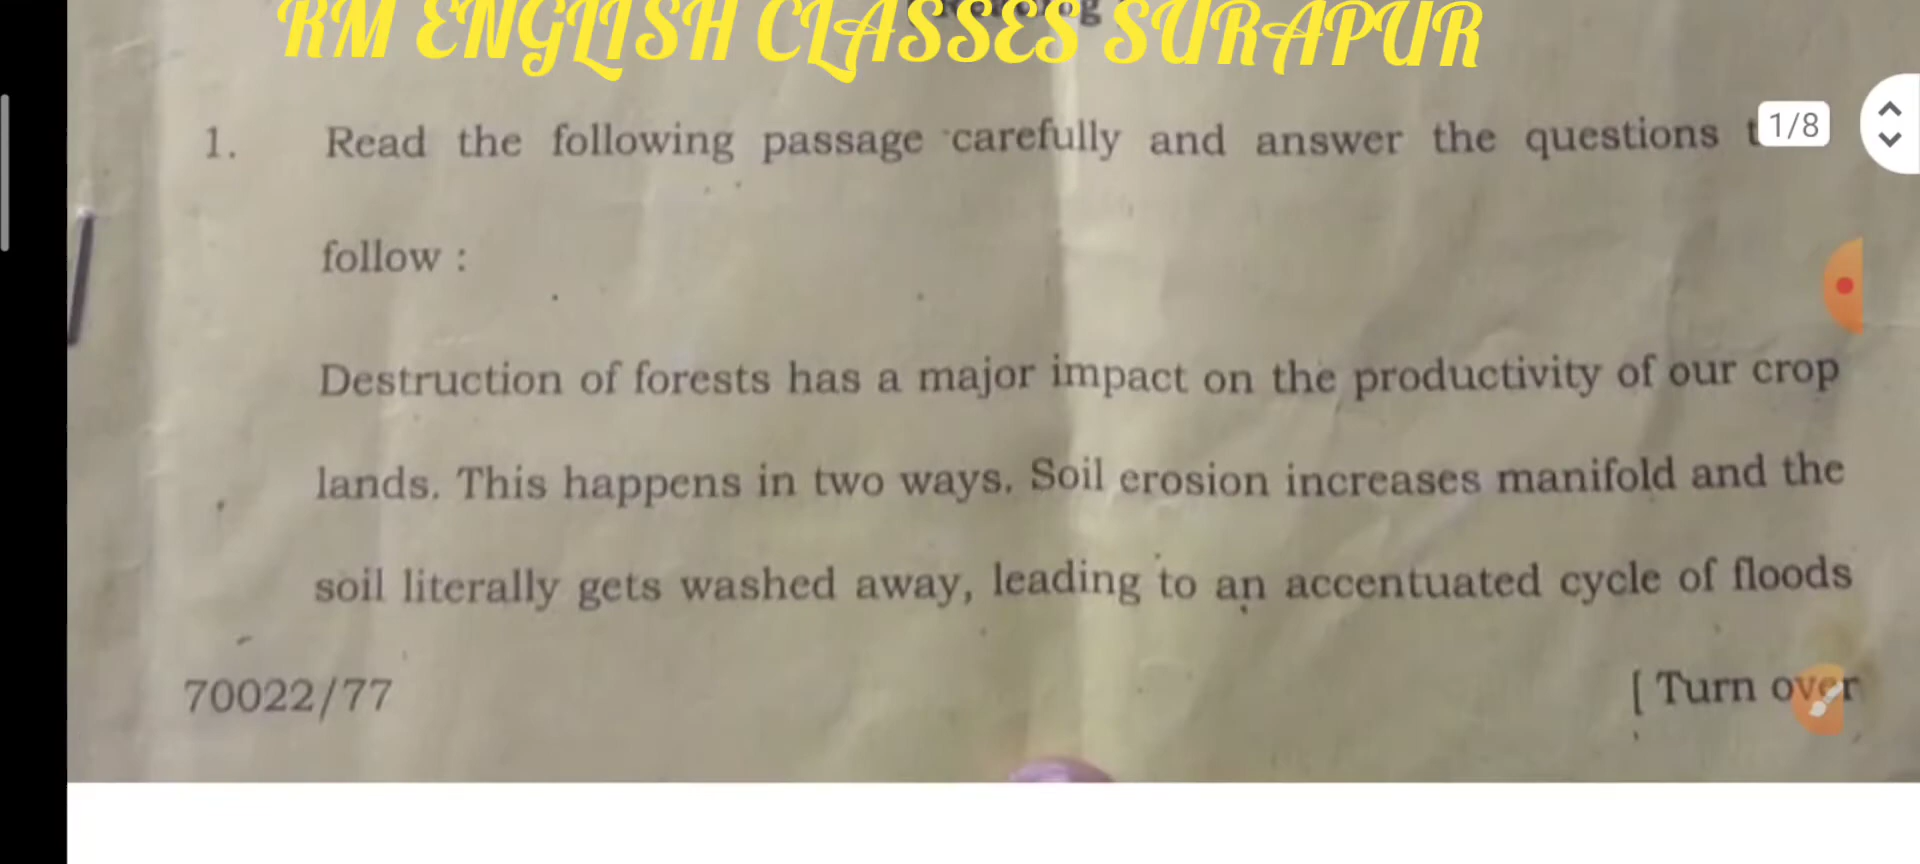 RM ENGLISH CLASSES SURAPUR
1. Read the following passage carefully and answer the questions
1/8
follow :
Destruction of forests has a major impact on the productivity of our crop
lands. This happens in two ways. Soil erosion increases manifold and the
soil literally gets washed away, leading to an accentuated cycle of floods
70022/77
[ Turn over